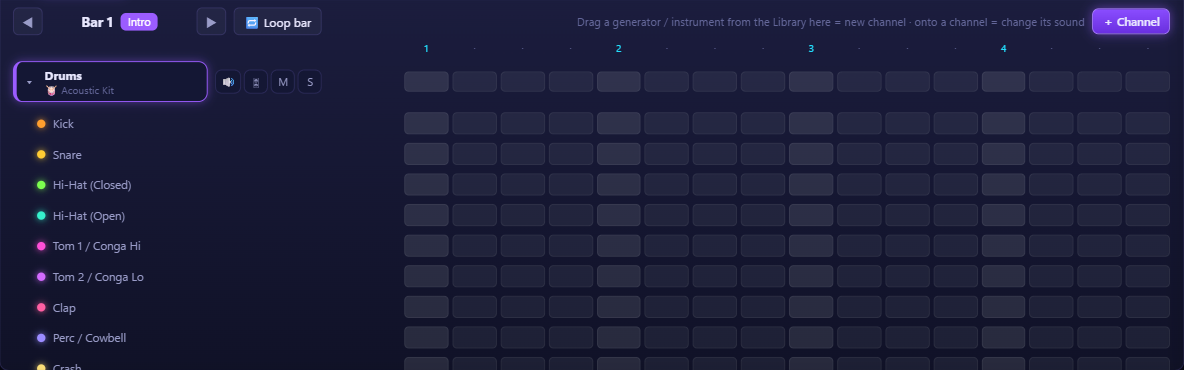 Bar 1 Intro Loop bar Drag a generator / instrument from the Library here = new channel · onto a channel = change its sound + Channel
1 2 3 4
Drums
Acoustic Kit
M S
Kick
Snare
Hi-Hat (Closed)
Hi-Hat (Open)
Tom 1 / Conga Hi
Tom 2 / Conga Lo
Clap
Perc / Cowbell
Crash